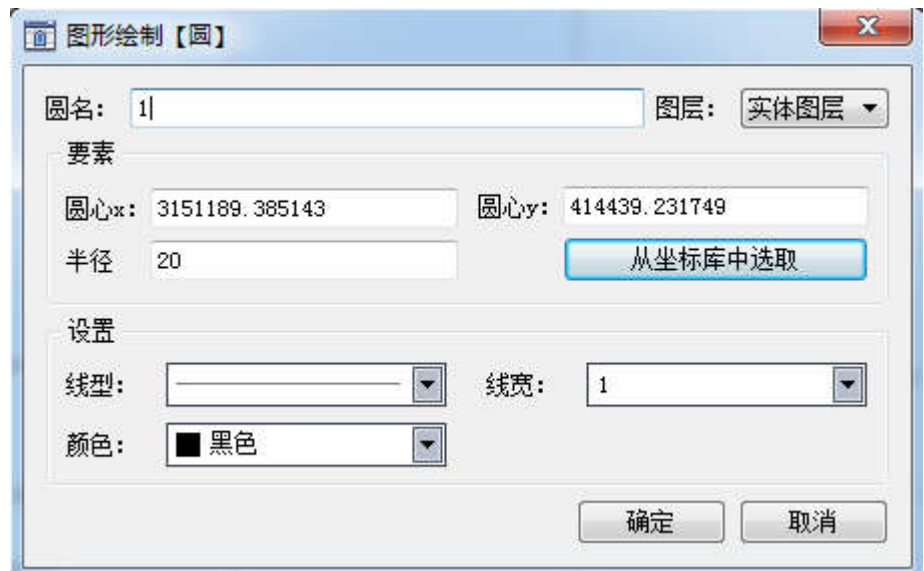 图形绘制【圆】
圆名： 1 图层： 实体图层
要素
圆心x: 3151189.385143 圆心y: 414439.231749
半径 20 从坐标库中选取
设置
线型: 线宽: 1
颜色: 黑色
确定 取消